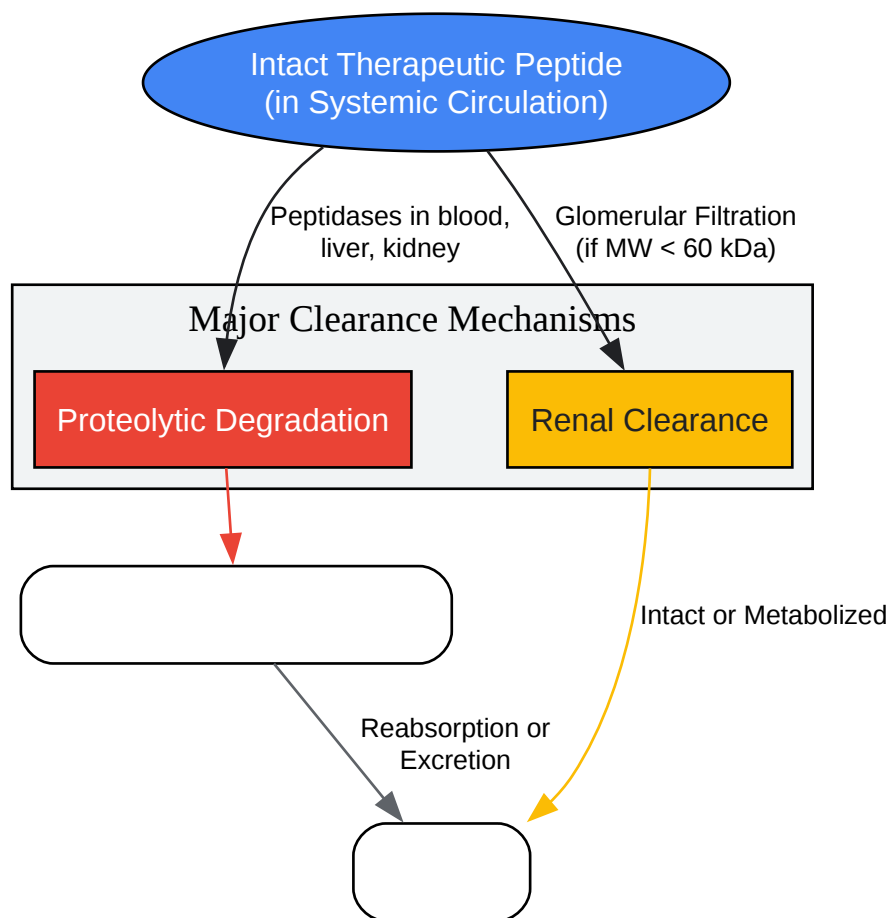 Intact Therapeutic Peptide
(in Systemic Circulation)
Peptidases in blood,
liver, kidney
Glomerular Filtration
(if MW < 60 kDa)
Major Clearance Mechanisms
Proteolytic Degradation
Renal Clearance
Intact or Metabolized
Reabsorption or
Excretion